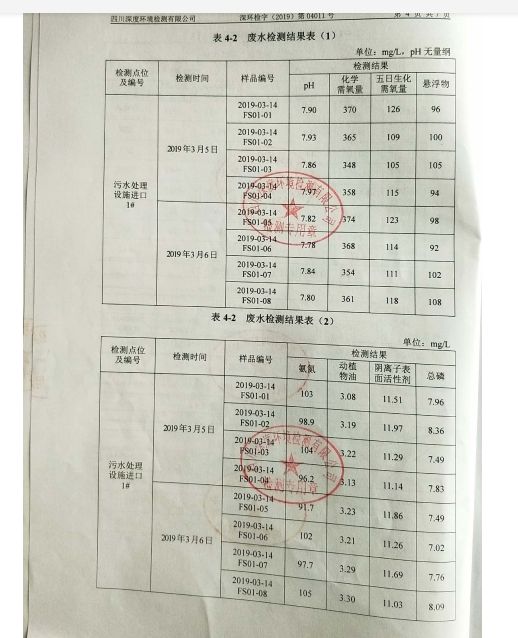 四川深度环境检测有限公司 深环检字（2019）第 04011 号 第 4 页 共 7 页
表 4-2 废水检测结果表（1）
单位：mg/L，pH 无量纲
检测点位及编号 检测时间 样品编号 检测结果
pH 化学需氧量 五日生化需氧量 悬浮物
污水处理设施进口 1#
2019年3月5日
2019-03-14 FS01-01 7.90 370 126 96
2019-03-14 FS01-02 7.93 365 109 100
2019-03-14 FS01-03 7.86 348 105 105
2019-03-14 FS01-04 7.97 358 115 94
2019年3月6日
2019-03-14 FS01-05 7.82 374 123 98
2019-03-14 FS01-06 7.78 368 114 92
2019-03-14 FS01-07 7.84 354 111 102
2019-03-14 FS01-08 7.80 361 118 108
检测专用章
表 4-2 废水检测结果表（2）
单位：mg/L
检测点位及编号 检测时间 样品编号 检测结果
氨氮 动植物油 阴离子表面活性剂 总磷
污水处理设施进口 1#
2019年3月5日
2019-03-14 FS01-01 103 3.08 11.51 7.96
2019-03-14 FS01-02 98.9 3.19 11.97 8.36
2019-03-14 FS01-03 104 3.22 11.29 7.49
2019-03-14 FS01-04 96.2 3.13 11.14 7.83
2019年3月6日
2019-03-14 FS01-05 91.7 3.23 11.86 7.49
2019-03-14 FS01-06 102 3.21 11.26 7.02
2019-03-14 FS01-07 97.7 3.29 11.69 7.76
2019-03-14 FS01-08 105 3.30 11.03 8.09
检测专用章